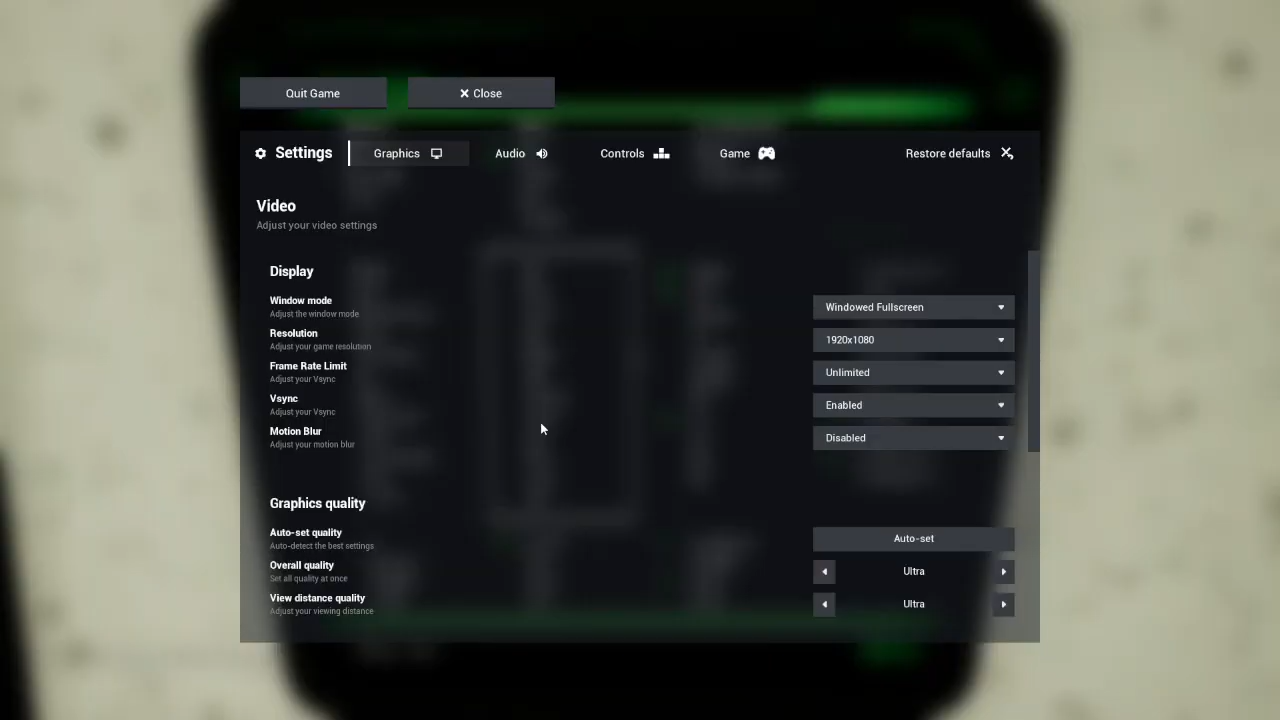 Quit Game
Close
Settings
Graphics
Audio
Controls
Game
Restore defaults
Video
Adjust your video settings
Display
Window mode
Adjust the window mode
Windowed Fullscreen
Resolution
Adjust your game resolution
1920x1080
Frame Rate Limit
Adjust your Vsync
Unlimited
Vsync
Adjust your Vsync
Enabled
Motion Blur
Adjust your motion blur
Disabled
Graphics quality
Auto-set quality
Auto-detect the best settings
Auto-set
Overall quality
Set all quality at once
Ultra
View distance quality
Adjust your viewing distance
Ultra